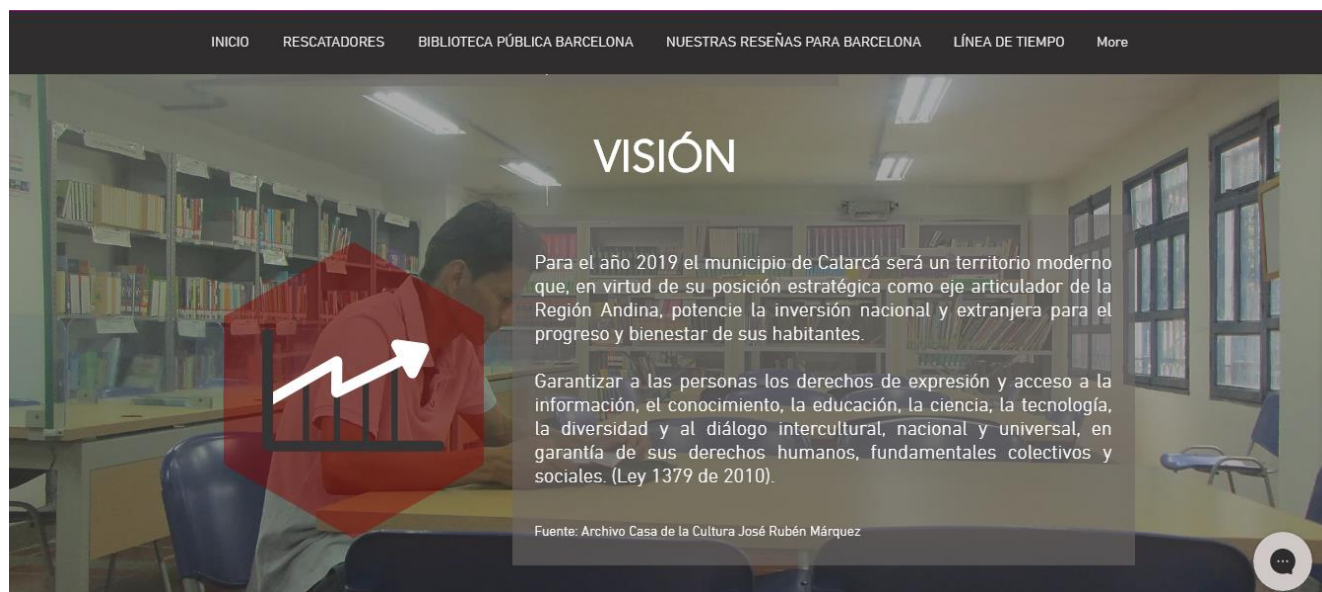 INICIO RESCATADORES BIBLIOTECA PÚBLICA BARCELONA NUESTRAS RESEÑAS PARA BARCELONA LÍNEA DE TIEMPO More
VISIÓN
Para el año 2019 el municipio de Catarcá será un territorio moderno
que, en virtud de su posición estratégica como eje articulador de la
Región Andina, potencie la inversión nacional y extranjera para el
progreso y bienestar de sus habitantes.
Garantizar a las personas los derechos de expresión y acceso a la
información, el conocimiento, la educación, la ciencia, la tecnología,
la diversidad y al diálogo intercultural, nacional y universal, en
garantía de sus derechos humanos, fundamentales colectivos y
sociales. (Ley 1379 de 2010).
Fuente: Archivo Casa de la Cultura José Rubén Márquez